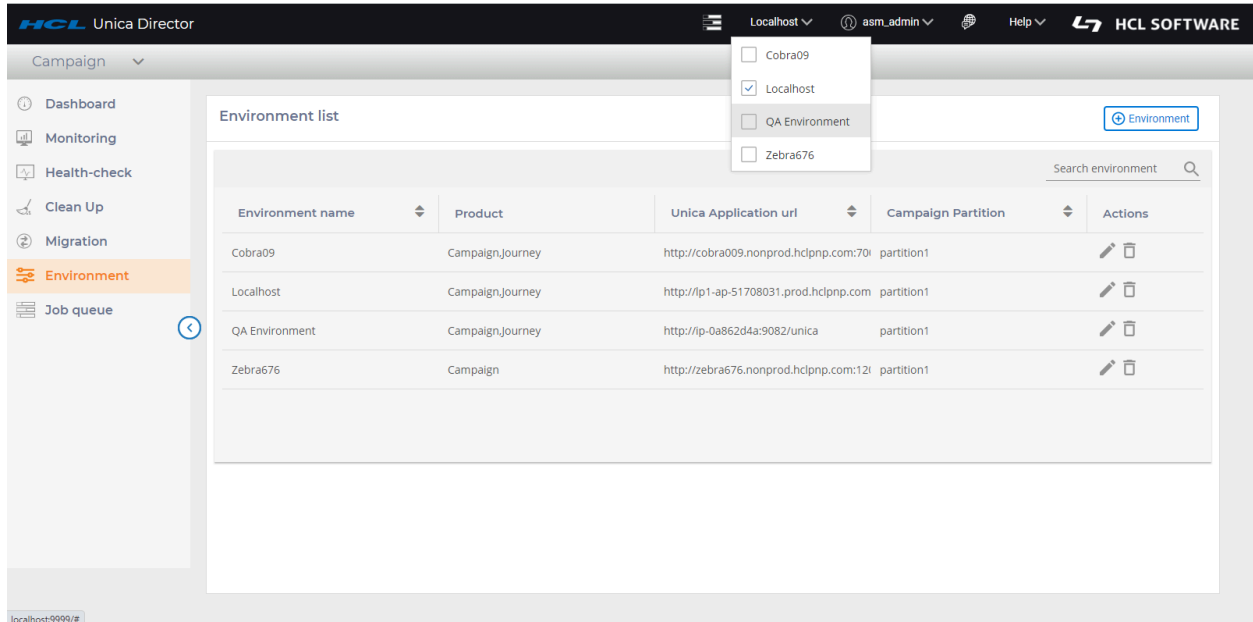 HCL Unica Director Localhost asm_admin Help HCL SOFTWARE
Campaign
Cobra09
Localhost
QA Environment
Zebra676
Dashboard
Monitoring
Health-check
Clean Up
Migration
Environment
Job queue
Environment list
Environment
Search environment
Environment name Product Unica Application url Campaign Partition Actions
Cobra09 Campaign,Journey http://cobra009.nonprod.hclpnp.com:70 partition1
Localhost Campaign,Journey http://lp1-ap-51708031.prod.hclpnp.com partition1
QA Environment Campaign,Journey http://ip-0a862d4a:9082/unica partition1
Zebra676 Campaign http://zebra676.nonprod.hclpnp.com:12 partition1
localhost:9999/#